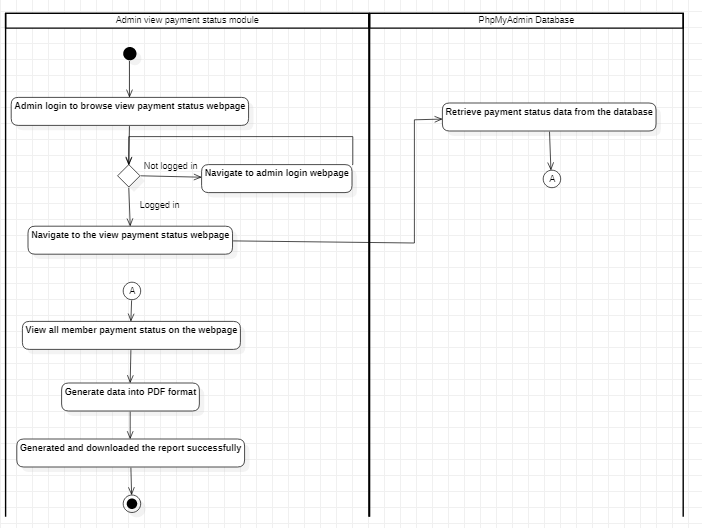 Admin view payment status module
PhpMyAdmin Database
Admin login to browse view payment status webpage
Retrieve payment status data from the database
Not logged in
Navigate to admin login webpage
A
Logged in
Navigate to the view payment status webpage
A
View all member payment status on the webpage
Generate data into PDF format
Generated and downloaded the report successfully